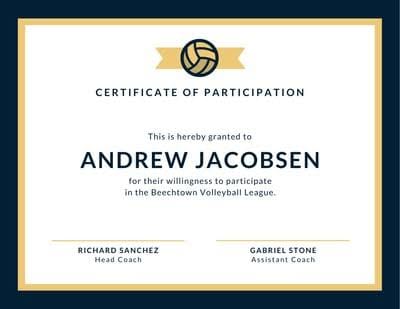 CERTIFICATE OF PARTICIPATION
This is hereby granted to
ANDREW JACOBSEN
for their willingness to participate
in the Beechtown Volleyball League.
RICHARD SANCHEZ
Head Coach
GABRIEL STONE
Assistant Coach